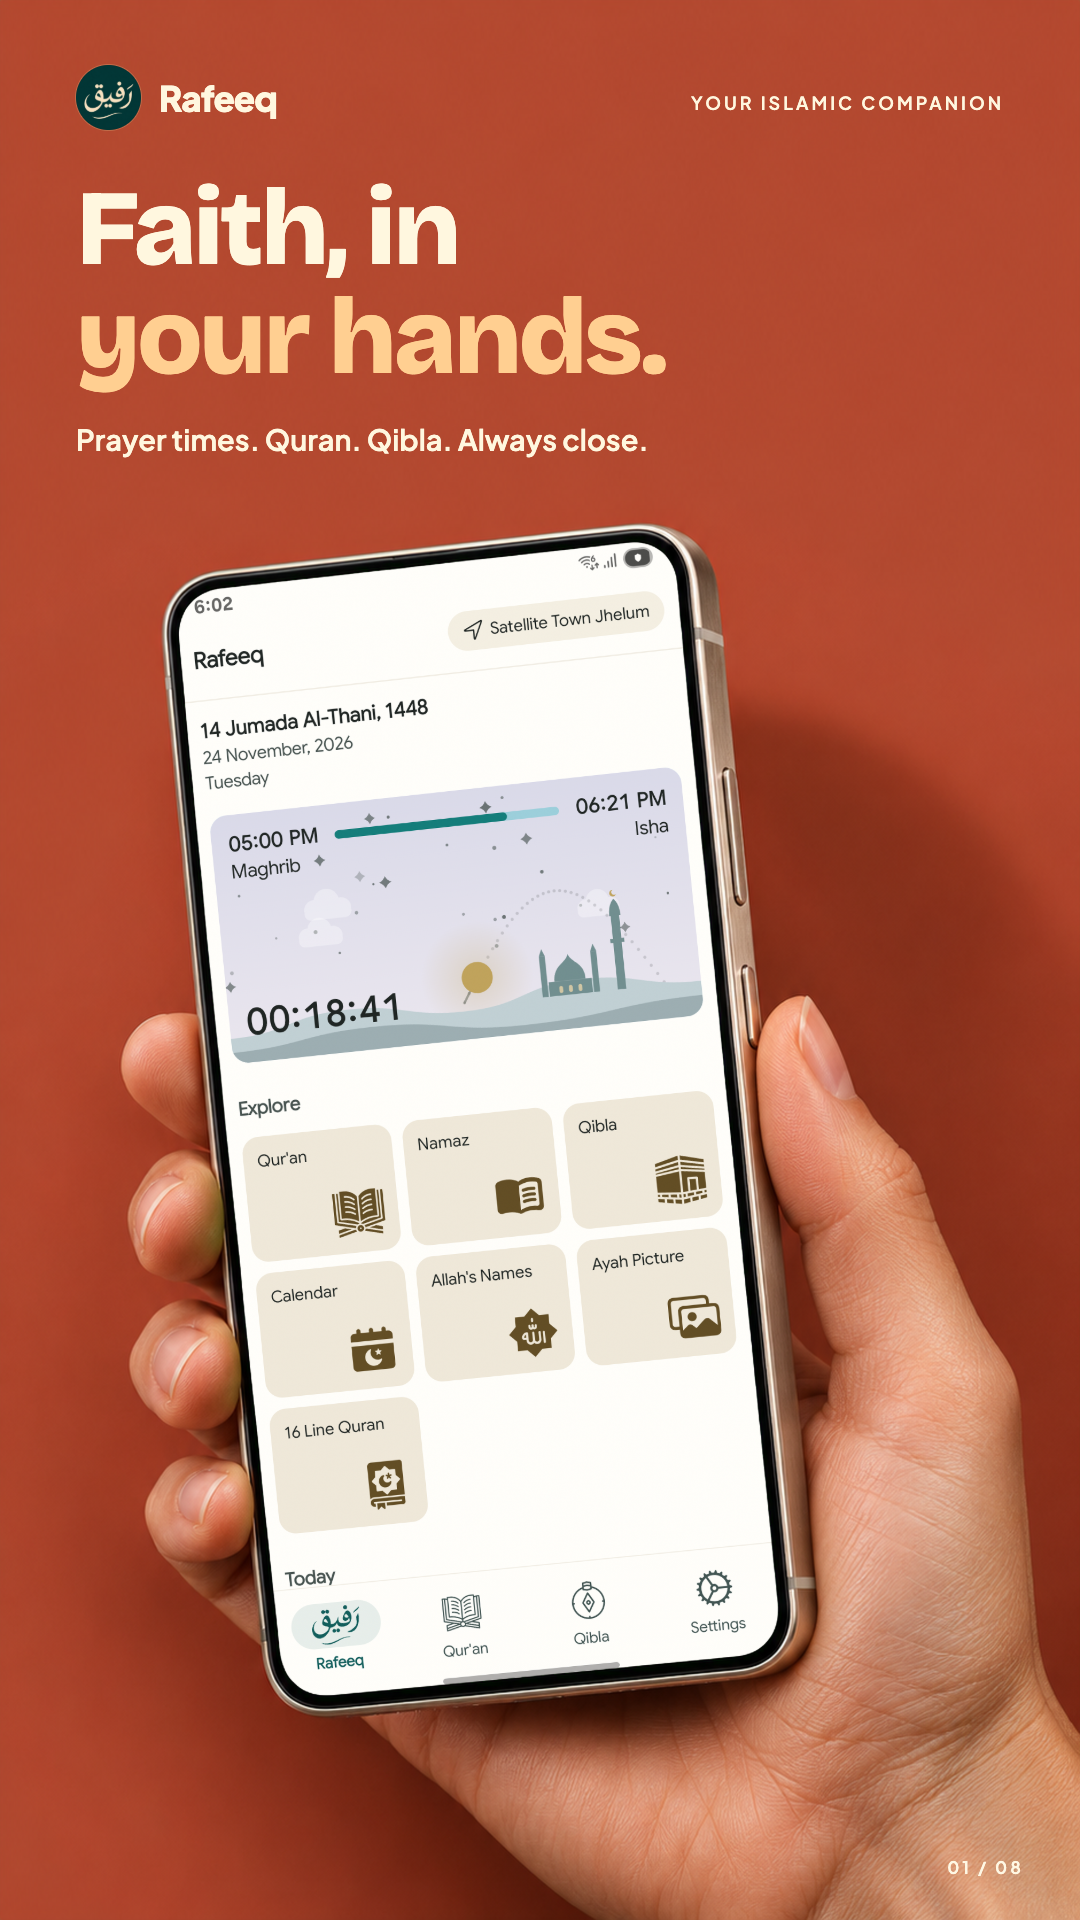 رَفيق
Rafeeq
YOUR ISLAMIC COMPANION
Faith, in
your hands.
Prayer times. Quran. Qibla. Always close.
6:02
Rafeeq
Satellite Town Jhelum
14 Jumada Al-Thani, 1448
24 November, 2026
Tuesday
05:00 PM
06:21 PM
Maghrib
Isha
00:18:41
Explore
Qur'an
Namaz
Qibla
Calendar
Allah's Names
Ayah Picture
الله
16 Line Quran
Today
رَفيق
Rafeeq
Qur'an
Qibla
Settings
01 / 08